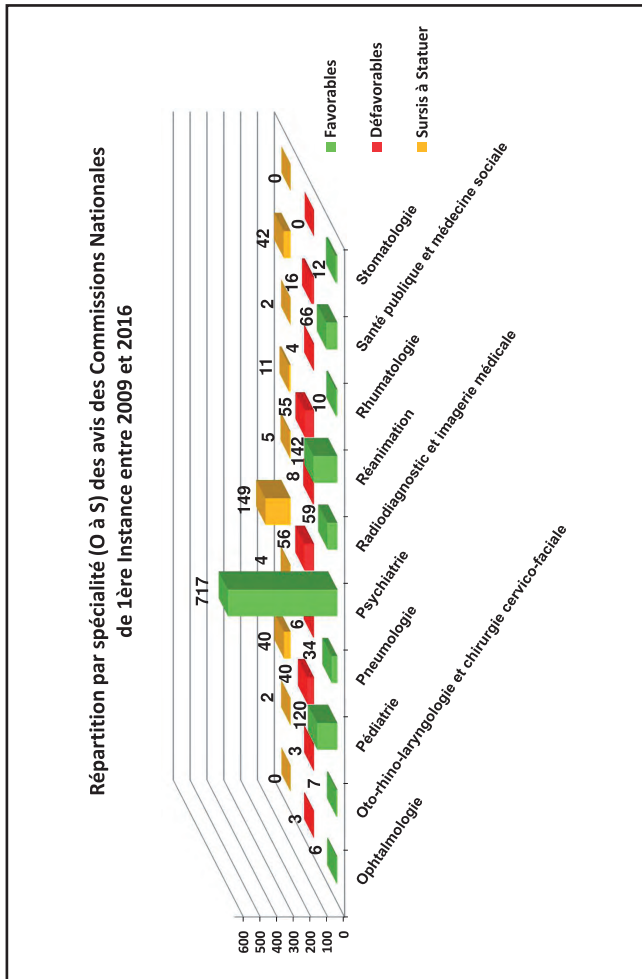 Répartition par spécialité (O à S) des avis des Commissions Nationales
de 1ère Instance entre 2009 et 2016
600
500
400
300
200
100
0
0
2
40
4
149
5
11
2
42
0
3
3
40
6
56
8
55
4
16
0
6
7
120
34
717
59
142
10
66
12
Ophtalmologie
Oto-rhino-laryngologie et chirurgie cervico-faciale
Pédiatrie
Pneumologie
Psychiatrie
Radiodiagnostic et imagerie médicale
Réanimation
Rhumatologie
Santé publique et médecine sociale
Stomatologie
Favorables
Défavorables
Sursis à Statuer